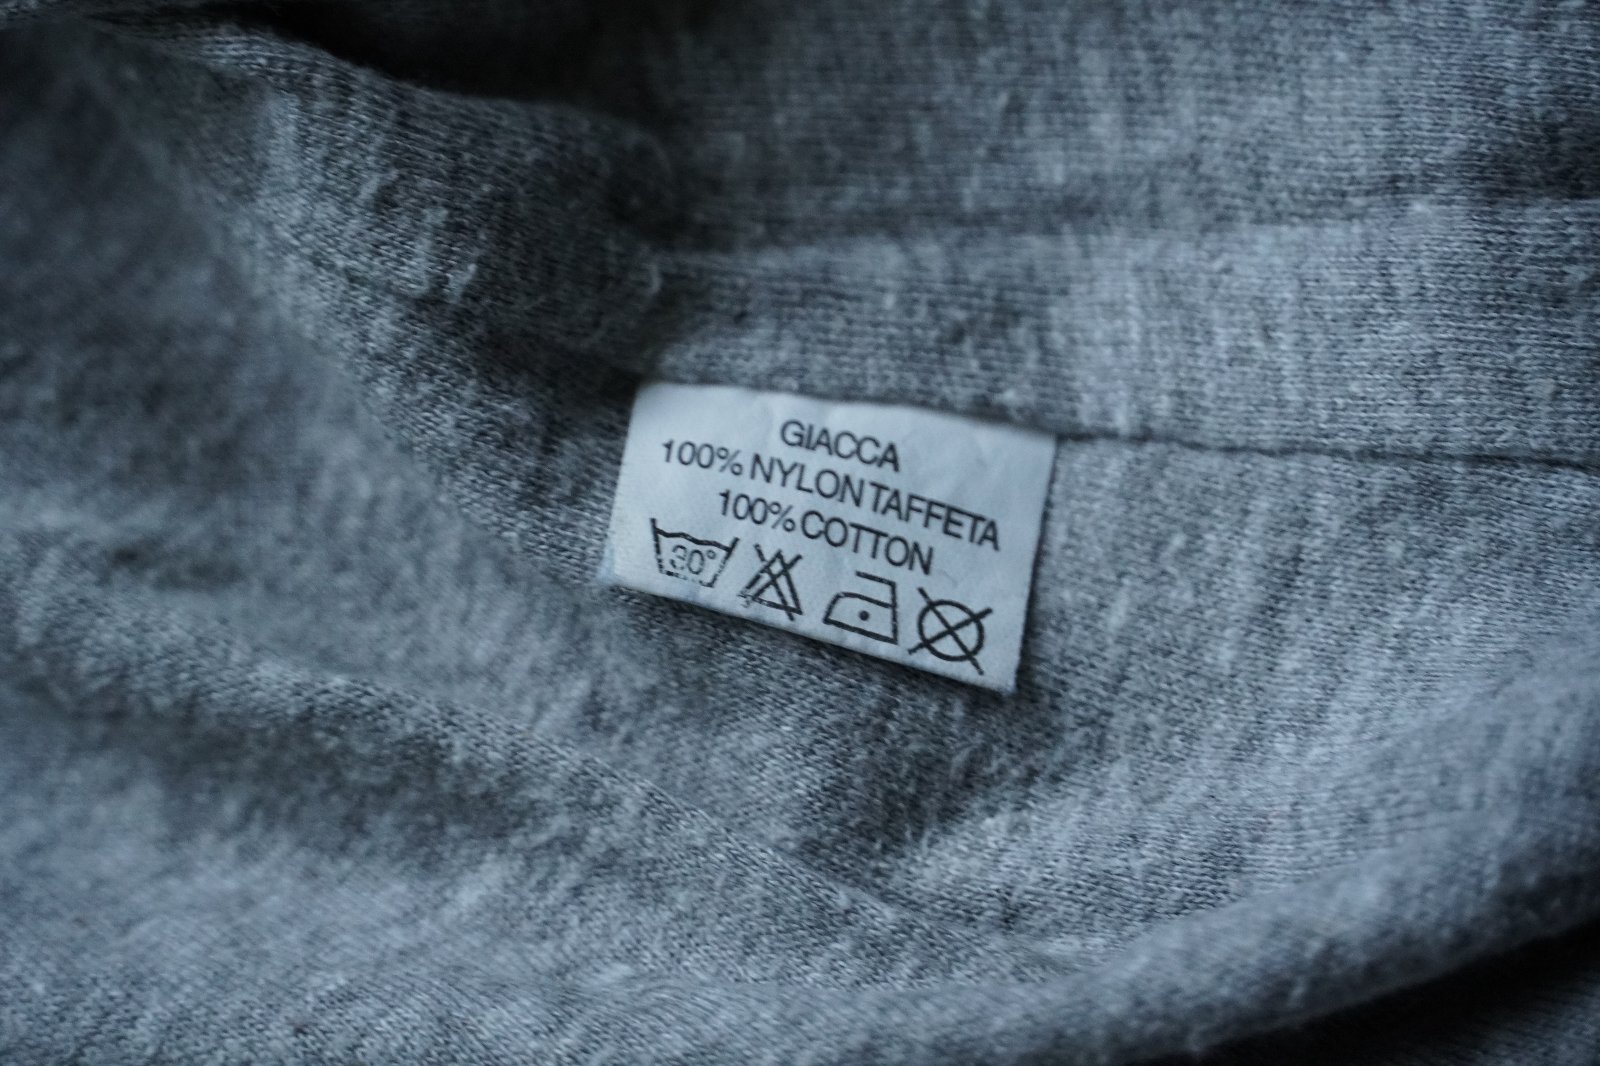 GIACCA
100% NYLON TAFFETA
100% COTTON
30°